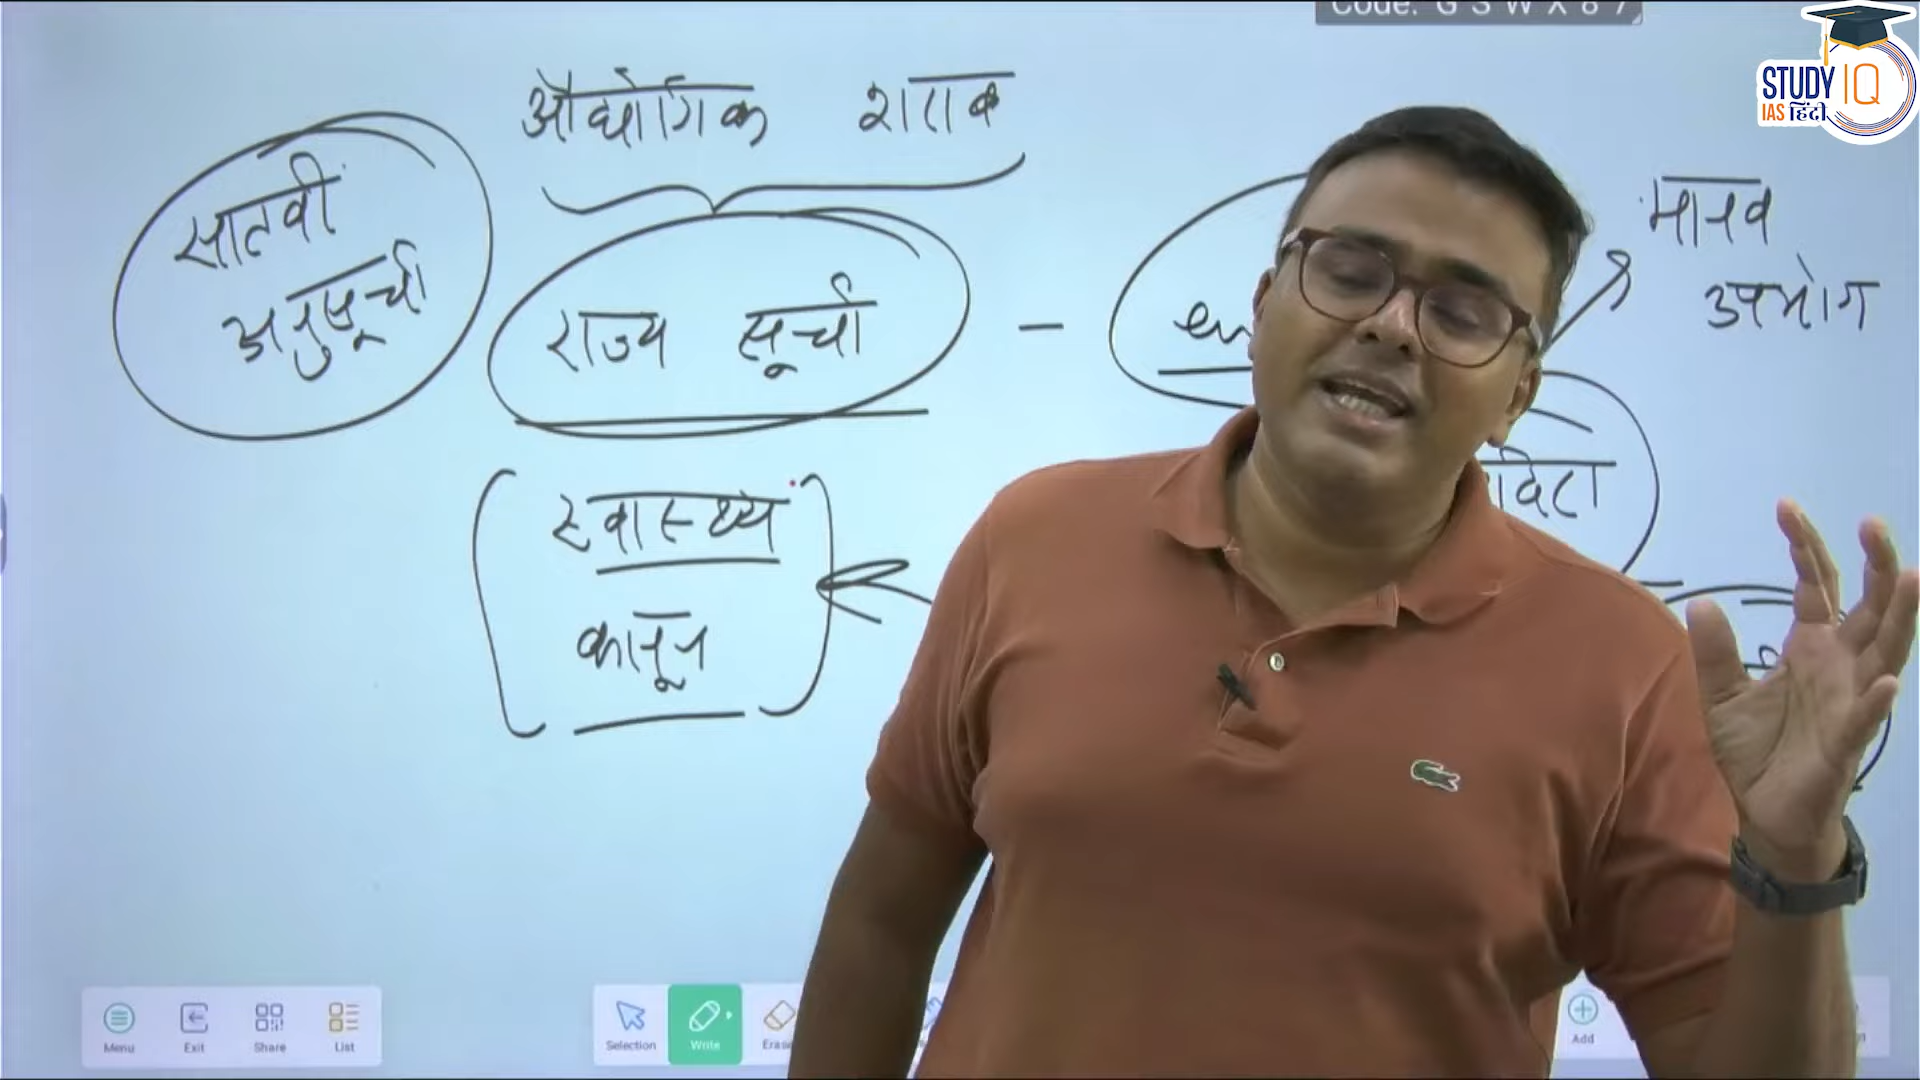 Code: G S W X 8 7
STUDY IQ
IAS हिंदी
औद्योगिक शराब
सातवी
अनुसूची
राज्य सूची -
मानव
उपभोग
स्वास्थ्य
कानून
Menu Exit Share List Selection Write Add